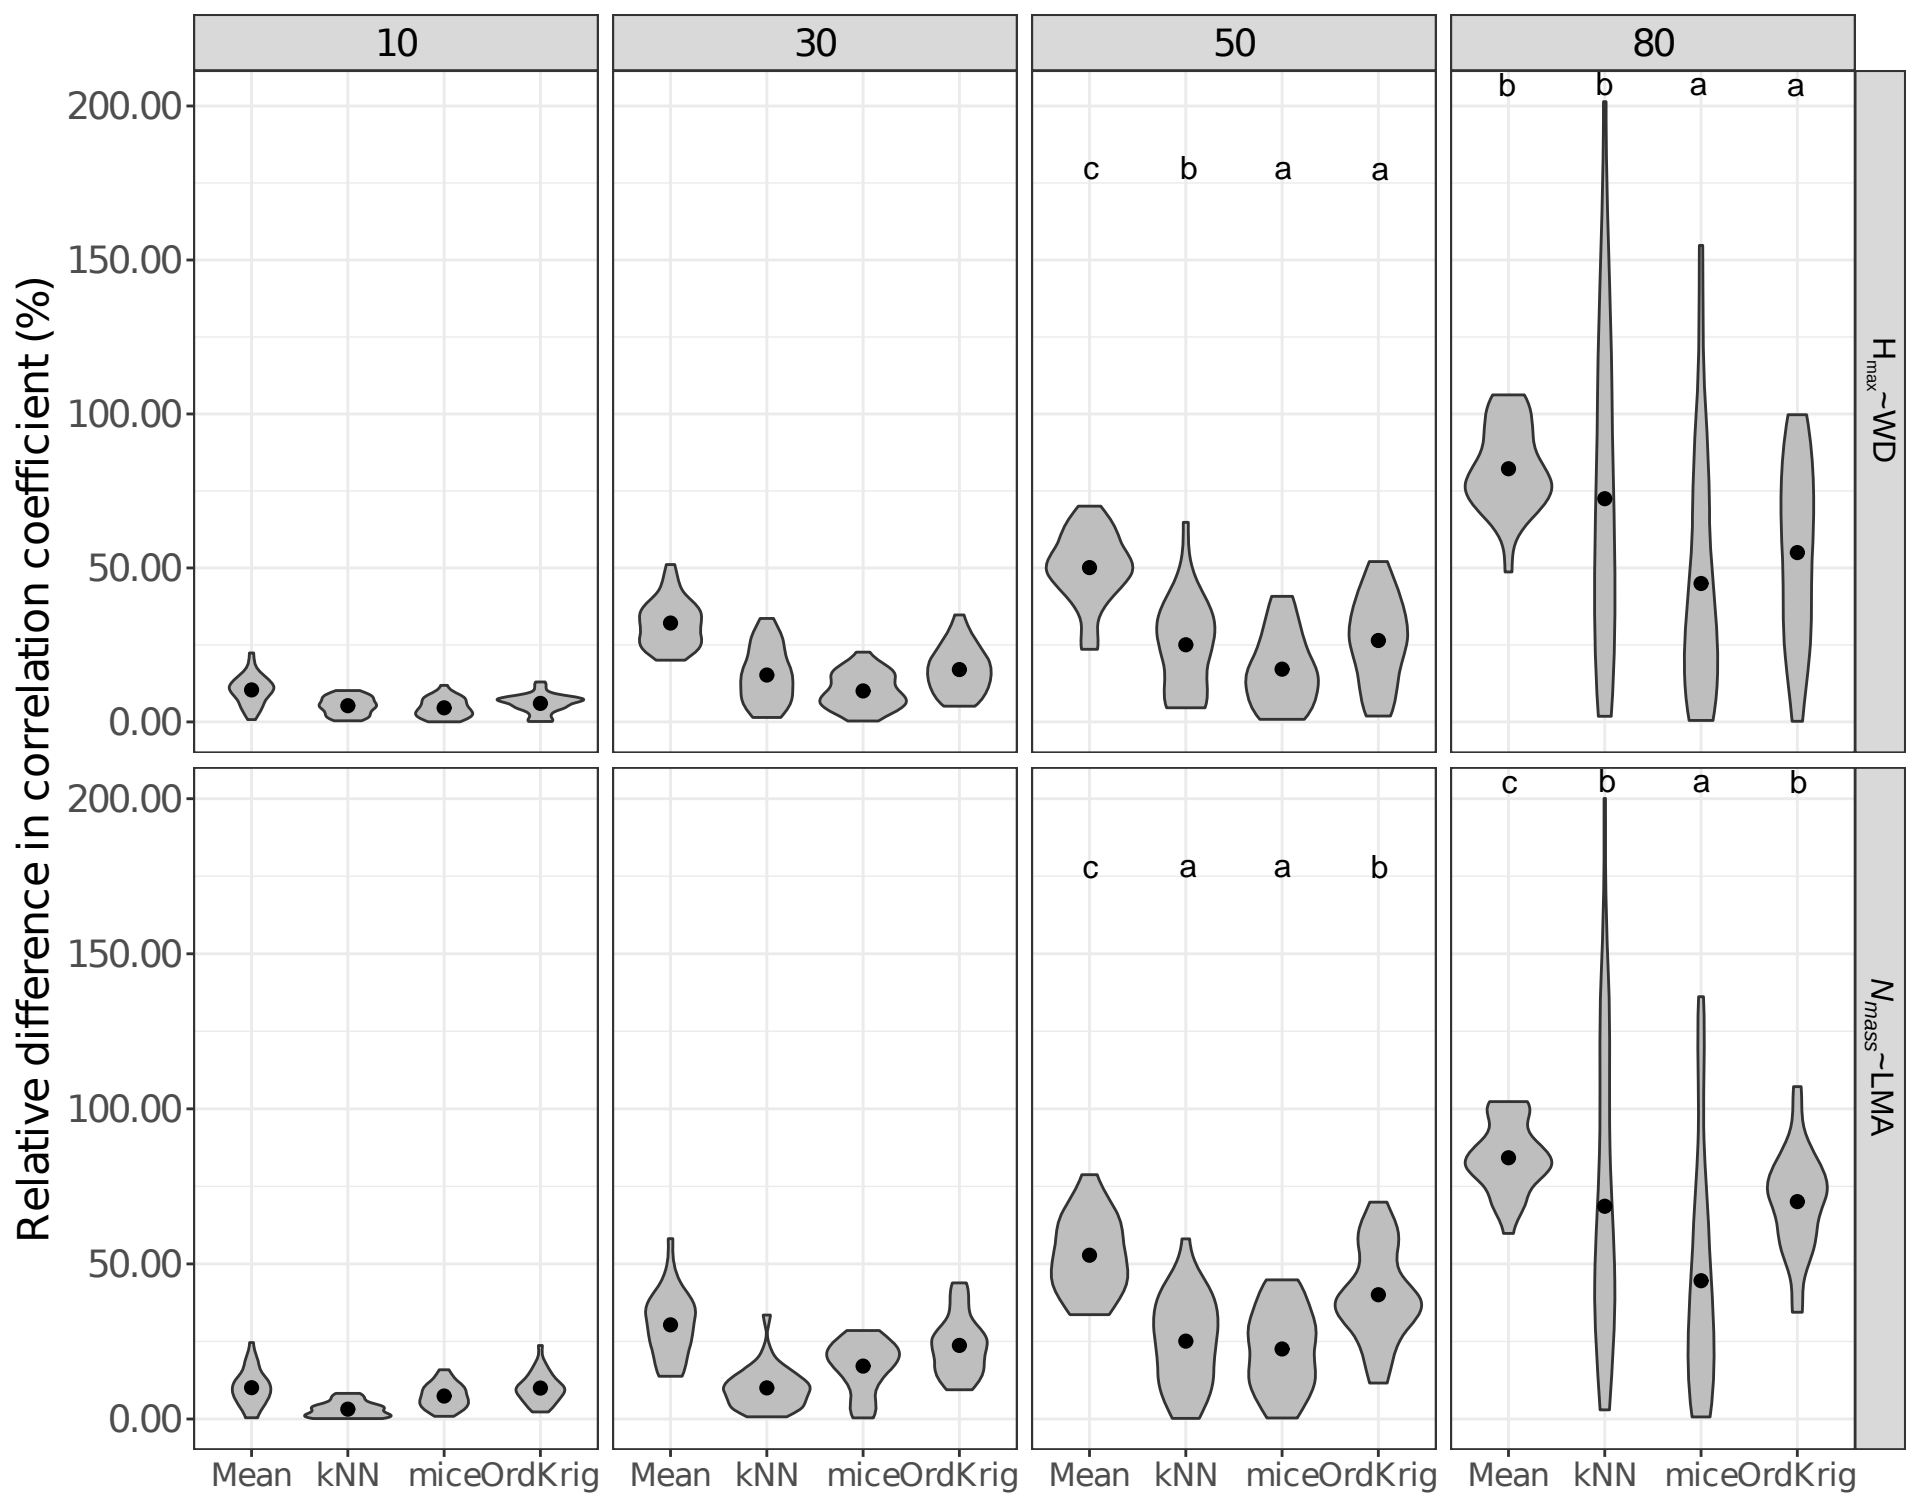 10 30 50 80
Relative difference in correlation coefficient (%)
200.00
150.00
100.00
50.00
0.00
c b a a
b b a a
Hmax~WD
200.00
150.00
100.00
50.00
0.00
c a a b
c b a b
Nmass~LMA
Mean kNN mice OrdKrig Mean kNN mice OrdKrig Mean kNN mice OrdKrig Mean kNN mice OrdKrig